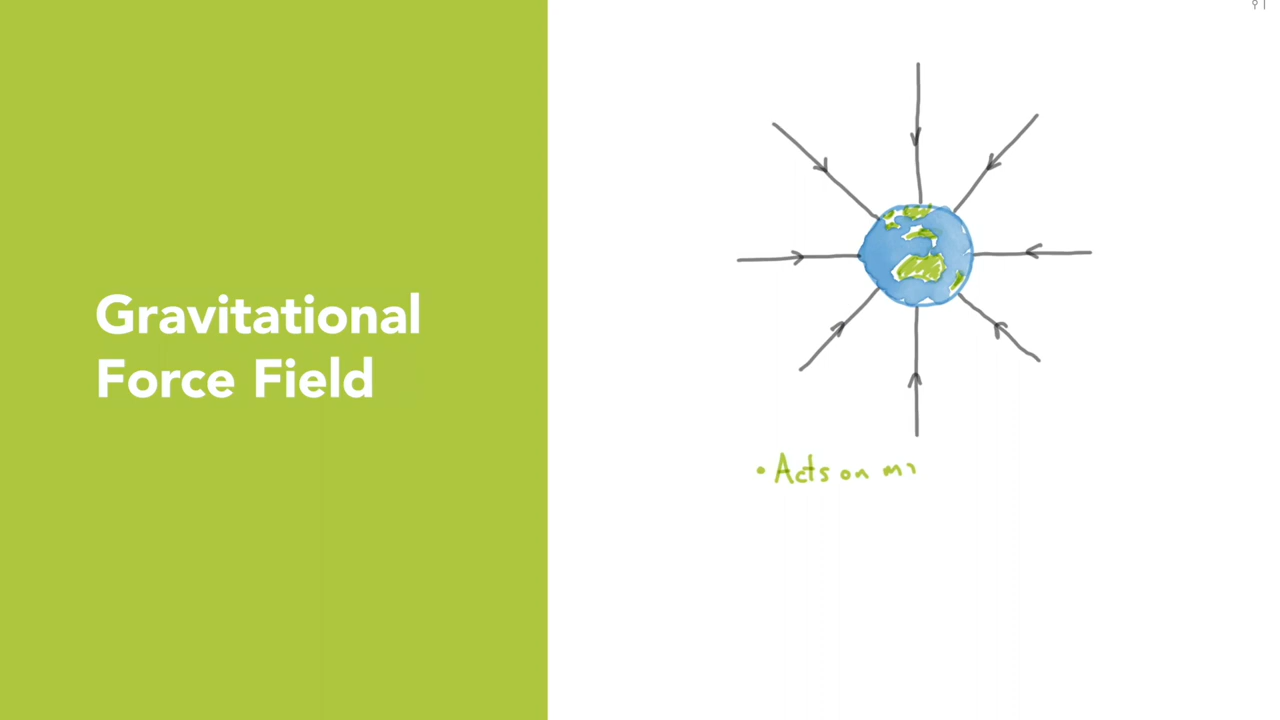 Gravitational
Force Field
• Acts on